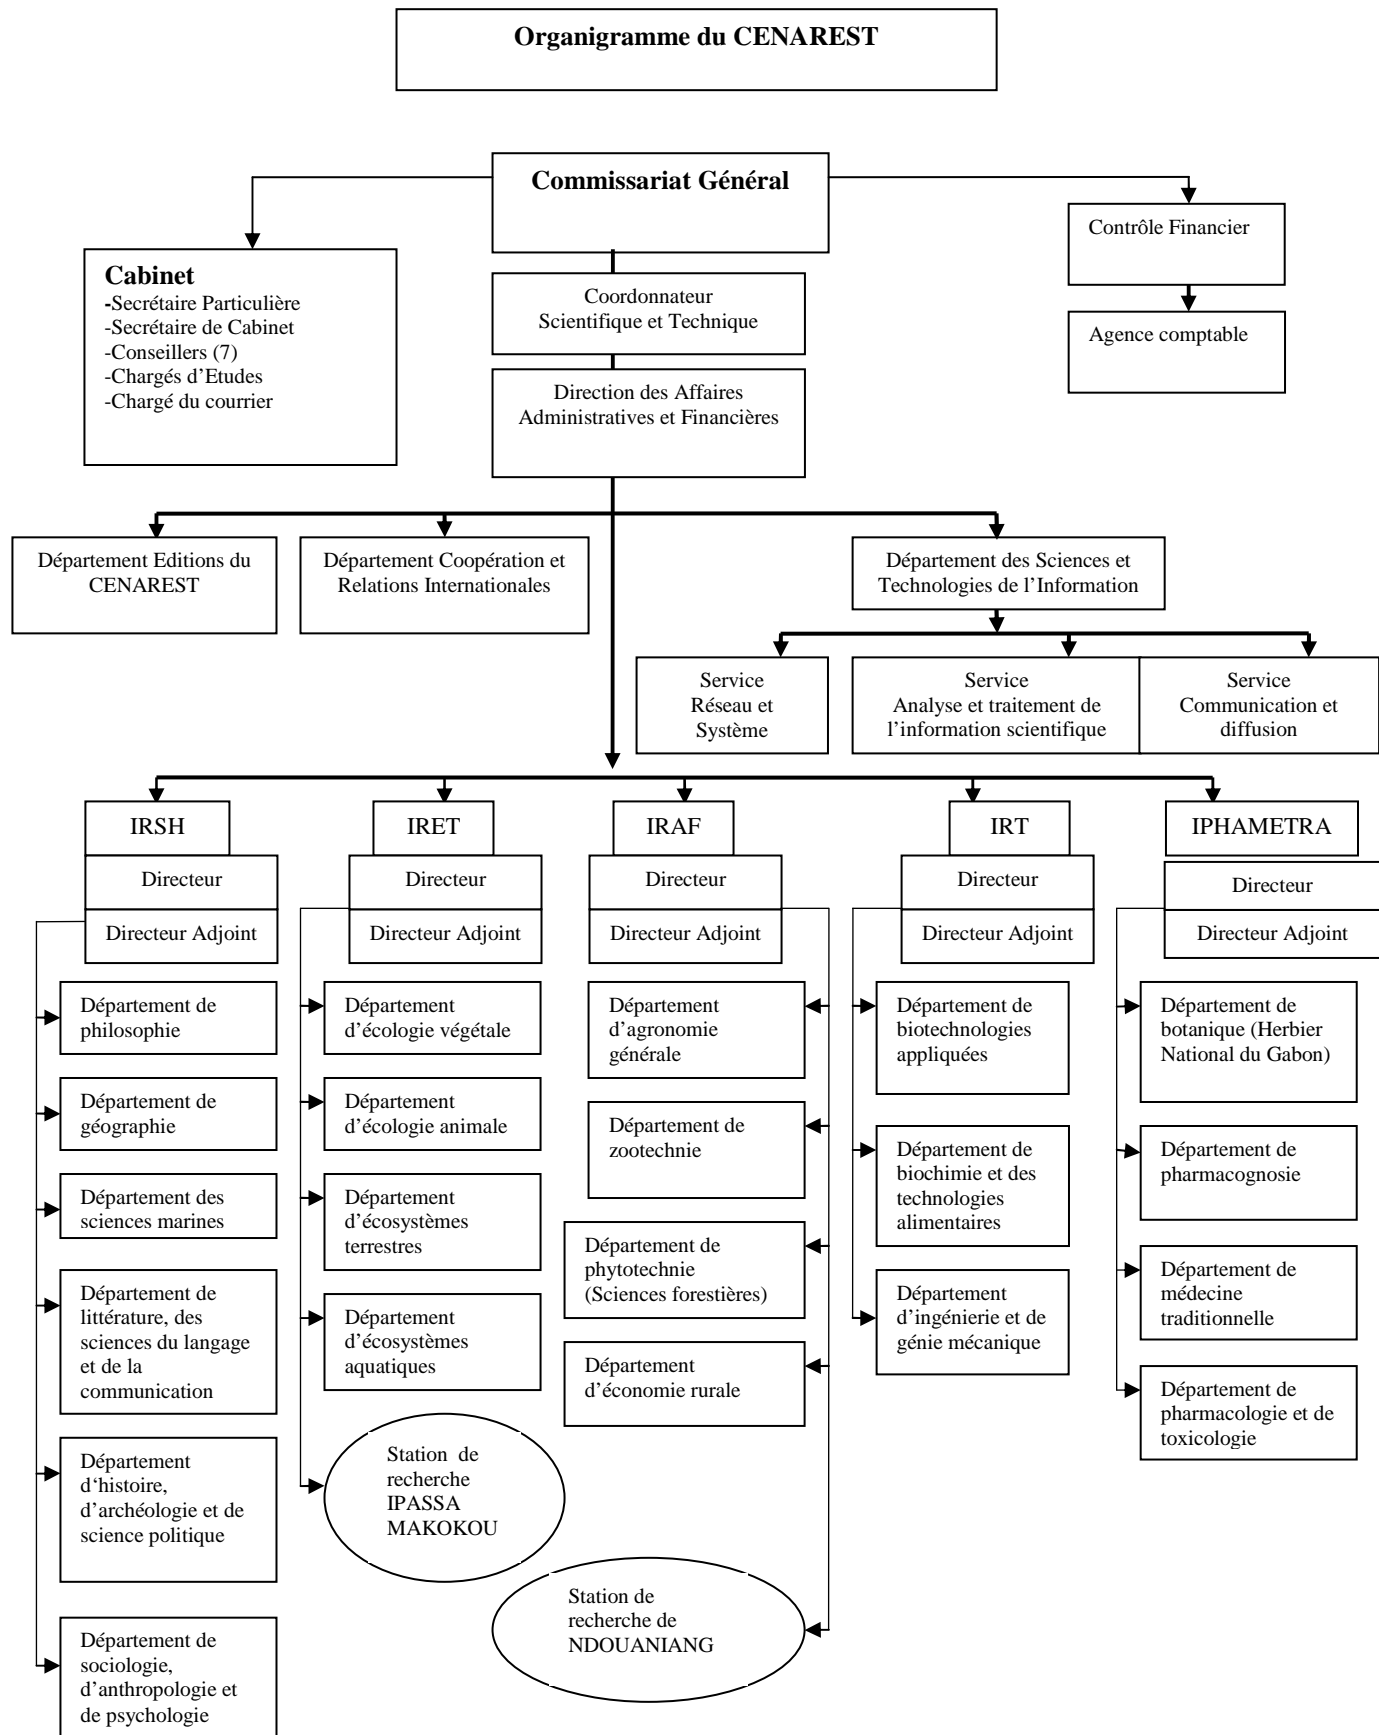 Organigramme du CENAREST
Commissariat Général
Contrôle Financier
Cabinet
-Secrétaire Particulière
-Secrétaire de Cabinet
-Conseillers (7)
-Chargés d’Etudes
-Chargé du courrier
Coordonnateur
Scientifique et Technique
Agence comptable
Direction des Affaires
Administratives et Financières
Département Editions du
CENAREST
Département Coopération et
Relations Internationales
Département des Sciences et
Technologies de l’Information
Service
Réseau et
Système
Service
Analyse et traitement de
l’information scientifique
Service
Communication et
diffusion
IRSH
Directeur
Directeur Adjoint
Département de
philosophie
Département de
géographie
Département des
sciences marines
Département de
littérature, des
sciences du langage
et de la
communication
Département
d‘histoire,
d’archéologie et de
science politique
Département de
sociologie,
d’anthropologie et
de psychologie
IRET
Directeur
Directeur Adjoint
Département
d’écologie végétale
Département
d’écologie animale
Département
d’écosystèmes
terrestres
Département
d’écosystèmes
aquatiques
Station de
recherche
IPASSA
MAKOKOU
IRAF
Directeur
Directeur Adjoint
Département
d’agronomie
générale
Département de
zootechnie
Département de
phytotechnie
(Sciences forestières)
Département
d’économie rurale
Station de
recherche de
NDOUANIANG
IRT
Directeur
Directeur Adjoint
Département de
biotechnologies
appliquées
Département de
biochimie et des
technologies
alimentaires
Département
d’ingénierie et de
génie mécanique
IPHAMETRA
Directeur
Directeur Adjoint
Département de
botanique (Herbier
National du Gabon)
Département de
pharmacognosie
Département de
médecine
traditionnelle
Département de
pharmacologie et de
toxicologie